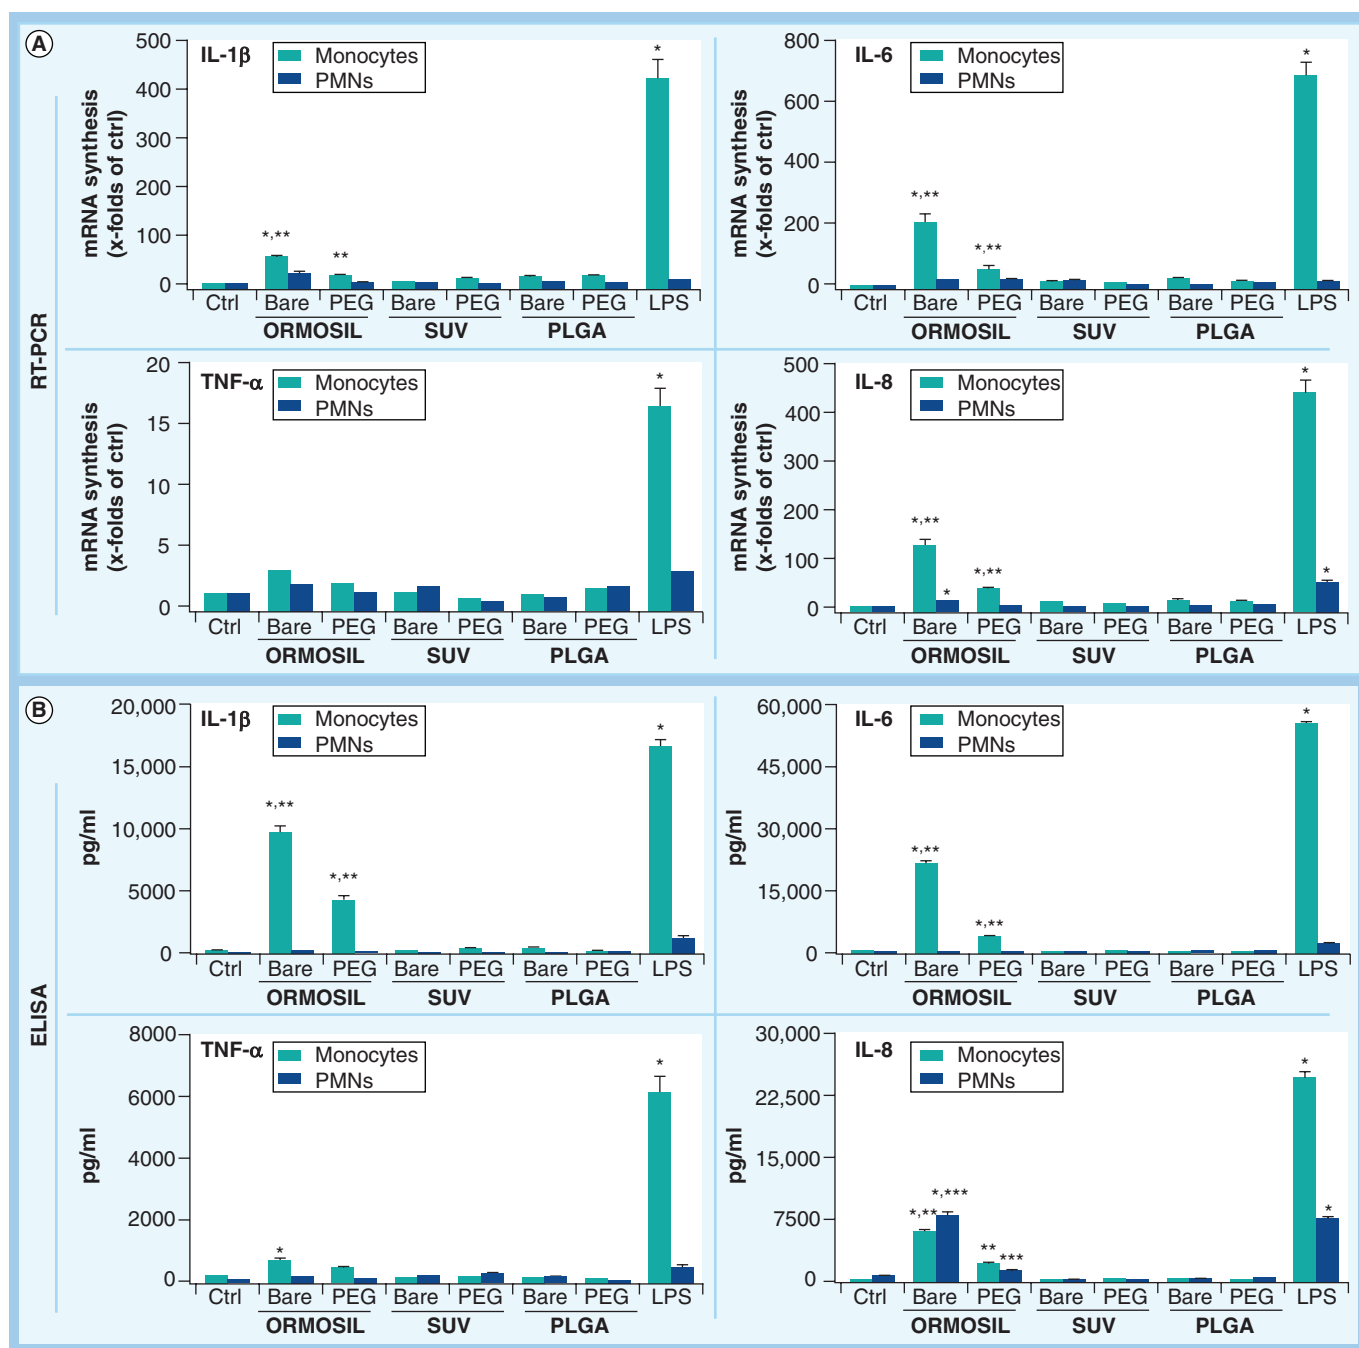 A
RT-PCR
IL-1β
Monocytes
PMNs
mRNA synthesis
(x-folds of ctrl)
500
400
300
200
100
0
*,**
**
*
Ctrl Bare PEG Bare PEG Bare PEG LPS
ORMOSIL SUV PLGA
IL-6
Monocytes
PMNs
mRNA synthesis
(x-folds of ctrl)
800
600
400
200
0
*,**
*,**
*
Ctrl Bare PEG Bare PEG Bare PEG LPS
ORMOSIL SUV PLGA
TNF-α
Monocytes
PMNs
mRNA synthesis
(x-folds of ctrl)
20
15
10
5
0
*
Ctrl Bare PEG Bare PEG Bare PEG LPS
ORMOSIL SUV PLGA
IL-8
Monocytes
PMNs
mRNA synthesis
(x-folds of ctrl)
500
400
300
200
100
0
*,**
*
*,**
*
*
Ctrl Bare PEG Bare PEG Bare PEG LPS
ORMOSIL SUV PLGA
B
ELISA
IL-1β
Monocytes
PMNs
pg/ml
20,000
15,000
10,000
5000
0
*,**
*,**
*
Ctrl Bare PEG Bare PEG Bare PEG LPS
ORMOSIL SUV PLGA
IL-6
Monocytes
PMNs
pg/ml
60,000
45,000
30,000
15,000
0
*,**
*,**
*
Ctrl Bare PEG Bare PEG Bare PEG LPS
ORMOSIL SUV PLGA
TNF-α
Monocytes
PMNs
pg/ml
8000
6000
4000
2000
0
*
*
Ctrl Bare PEG Bare PEG Bare PEG LPS
ORMOSIL SUV PLGA
IL-8
Monocytes
PMNs
pg/ml
30,000
22,500
15,000
7500
0
*,**
*,***
**
***
*
*
Ctrl Bare PEG Bare PEG Bare PEG LPS
ORMOSIL SUV PLGA